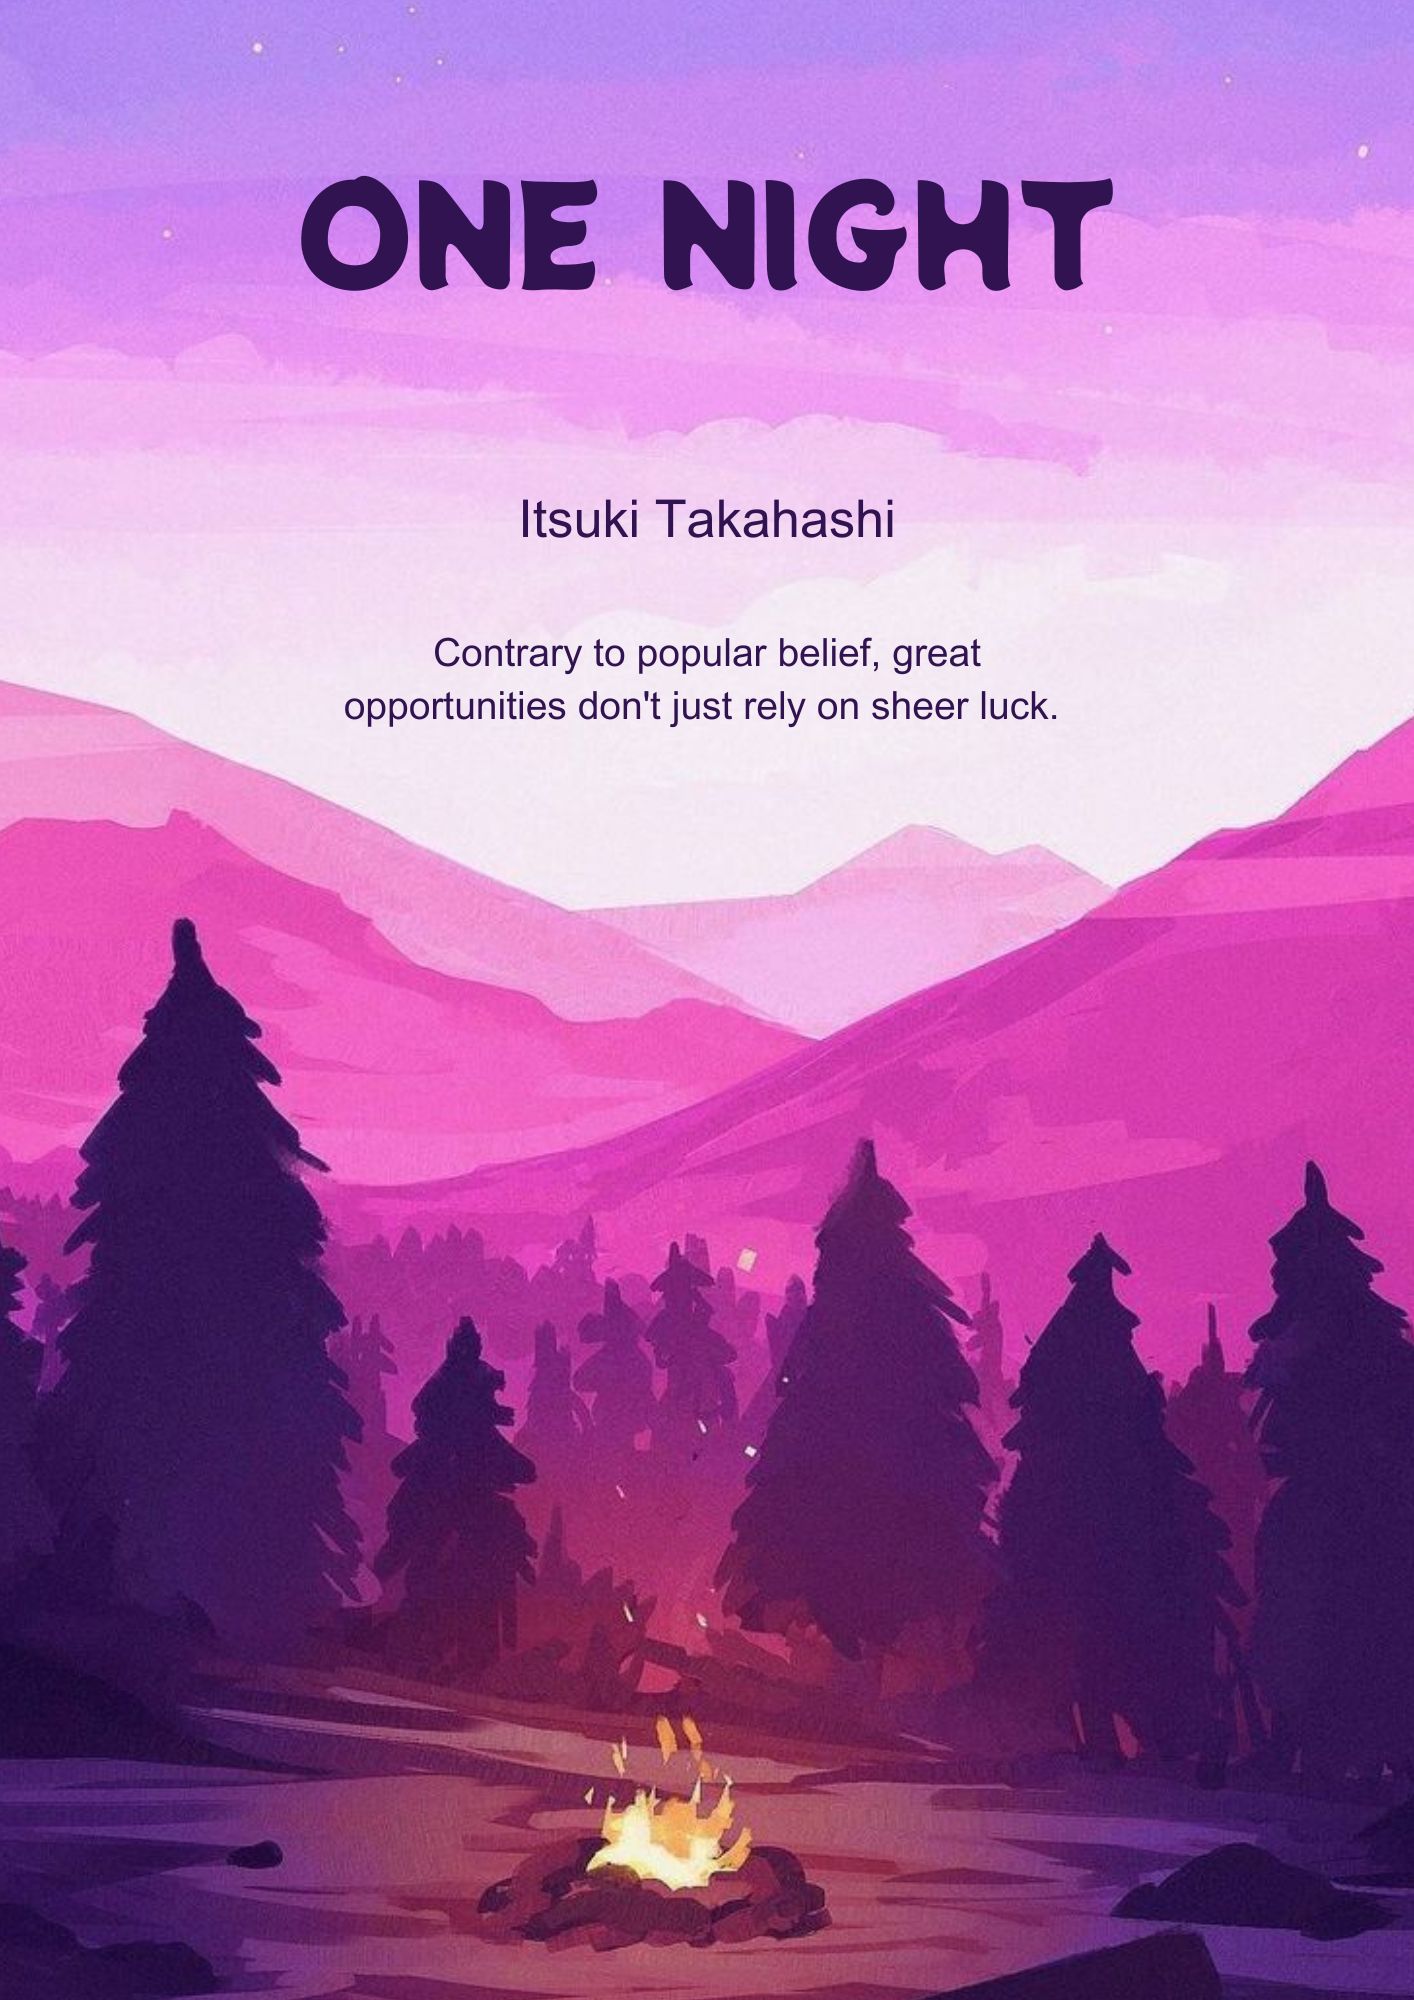 ONE NIGHT
Itsuki Takahashi
Contrary to popular belief, great
opportunities don't just rely on sheer luck.